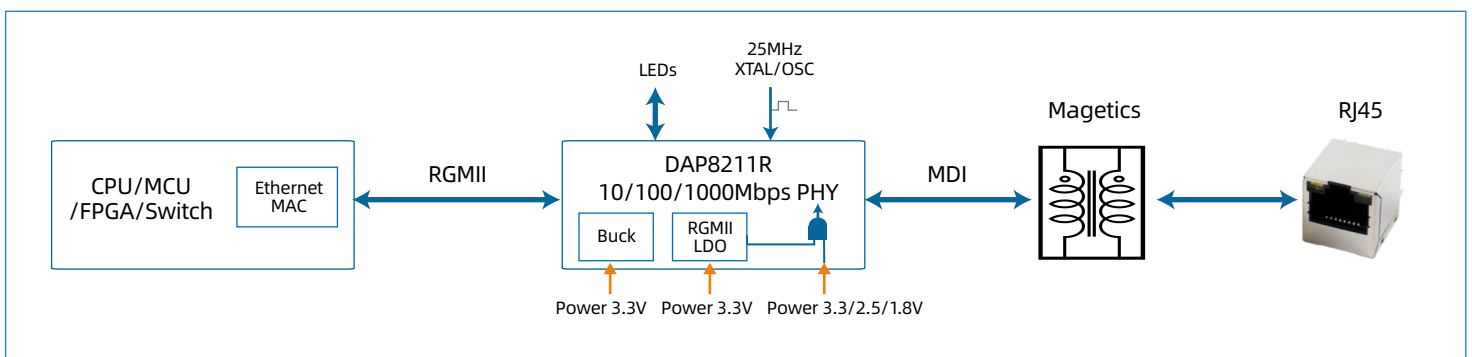 25MHz
XTAL/OSC
LEDs
Magetics
RJ45
CPU/MCU
/FPGA/Switch
Ethernet
MAC
RGMII
DAP8211R
10/100/1000Mbps PHY
Buck
RGMII
LDO
MDI
Power 3.3V
Power 3.3V
Power 3.3/2.5/1.8V